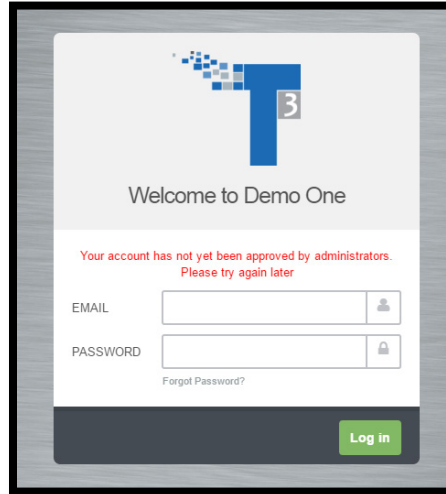 T 3
Welcome to Demo One
Your account has not yet been approved by administrators.
Please try again later
EMAIL
PASSWORD
Forgot Password?
Log in